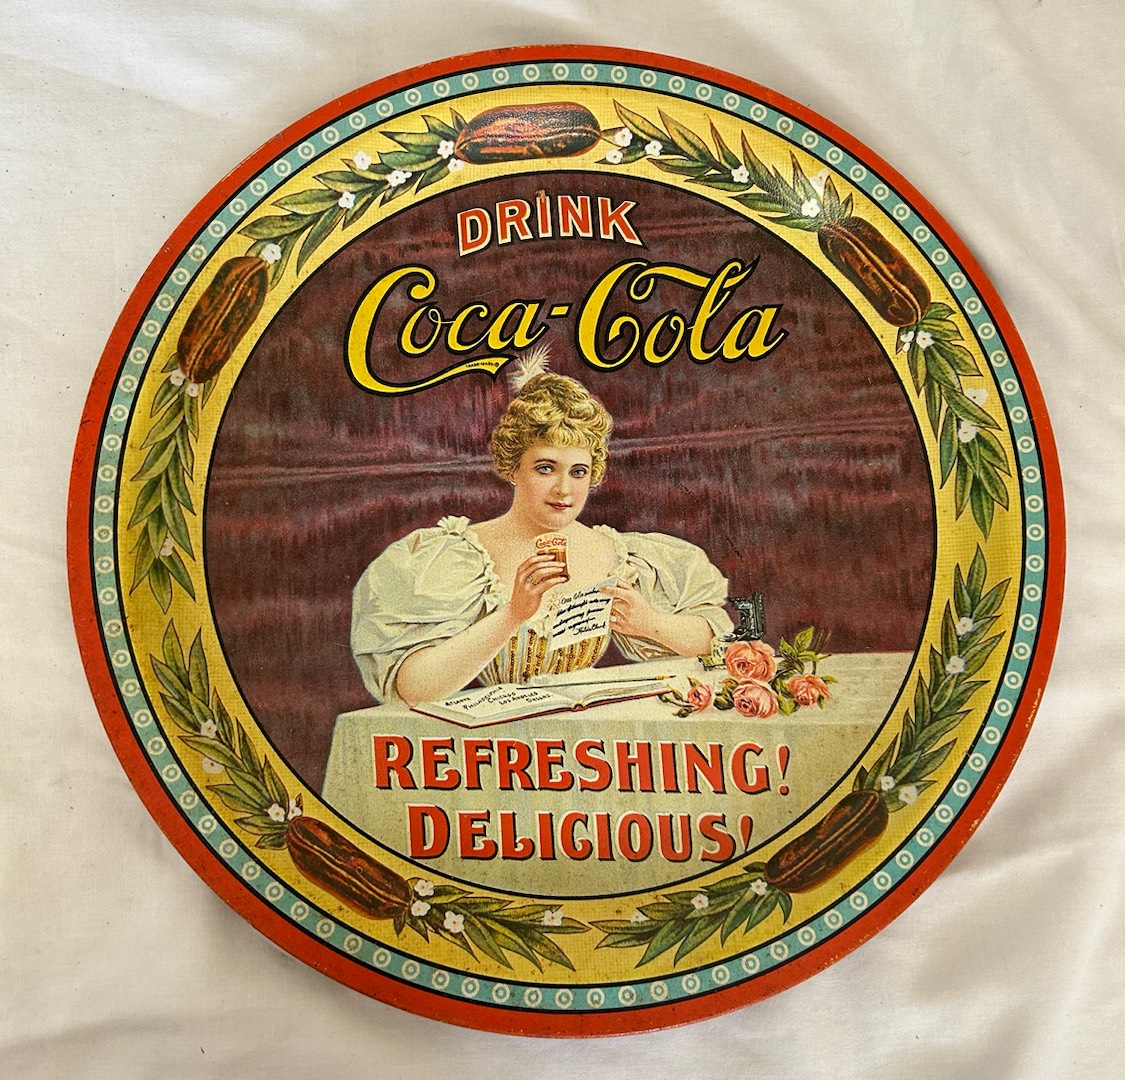 DRINK
Coca-Cola
TRADE MARK ®
Coca-Cola
ATLANTA
PHILADELPHIA
CHICAGO
LOS ANGELES
DALLAS
REFRESHING!
DELICIOUS!